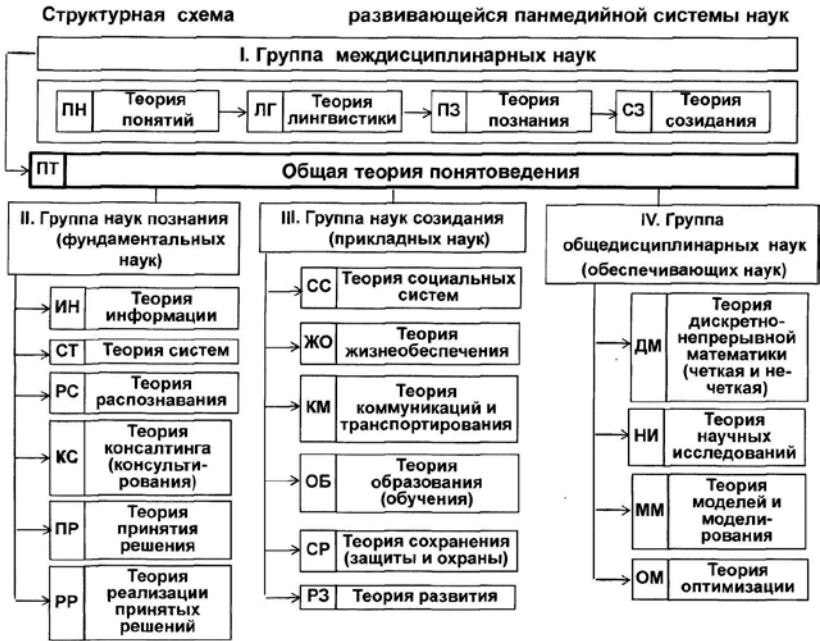 Структурная схема развивающейся панмедийной системы наук
I. Группа междисциплинарных наук
ПН
Теория
понятий
ЛГ
Теория
лингвистики
ПЗ
Теория
познания
СЗ
Теория
созидания
ПТ
Общая теория понятоведения
II. Группа наук познания
(фундаментальных
наук)
ИН
Теория
информации
СТ
Теория систем
РС
Теория
распознавания
КС
Теория
консалтинга
(консульти-
рования)
ПР
Теория
принятия
решения
РР
Теория
реализации
принятых
решений
III. Группа наук созидания
(прикладных наук)
СС
Теория социальных
систем
ЖО
Теория
жизнеобеспечения
КМ
Теория
коммуникаций и
транспортирования
ОБ
Теория
образования
(обучения)
СР
Теория сохранения
(защиты и охраны)
РЗ
Теория развития
IV. Группа
общедисциплинарных наук
(обеспечивающих наук)
ДМ
Теория
дискретно-
непрерывной
математики
(четкая и не-
четкая)
НИ
Теория
научных
исследований
ММ
Теория
моделей и
модели-
рования
ОМ
Теория
оптимизации